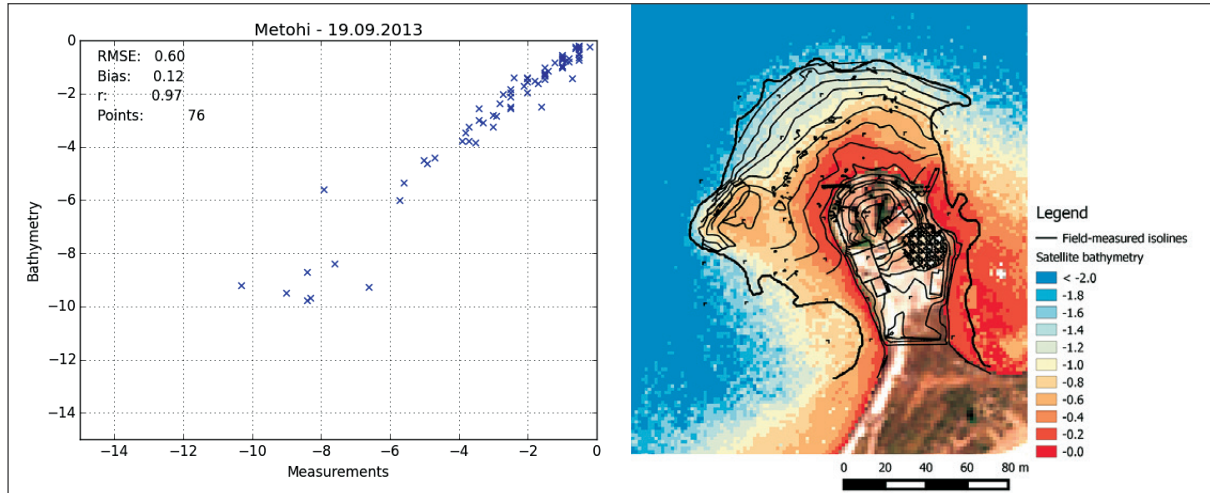 Metohi - 19.09.2013
RMSE: 0.60
Bias: 0.12
r: 0.97
Points: 76
0
−2
−4
−6
−8
−10
−12
−14
Bathymetry
−14 −12 −10 −8 −6 −4 −2 0
Measurements
Legend
Field-measured isolines
Satellite bathymetry
< -2.0
-1.8
-1.6
-1.4
-1.2
-1.0
-0.8
-0.6
-0.4
-0.2
-0.0
0 20 40 60 80 m